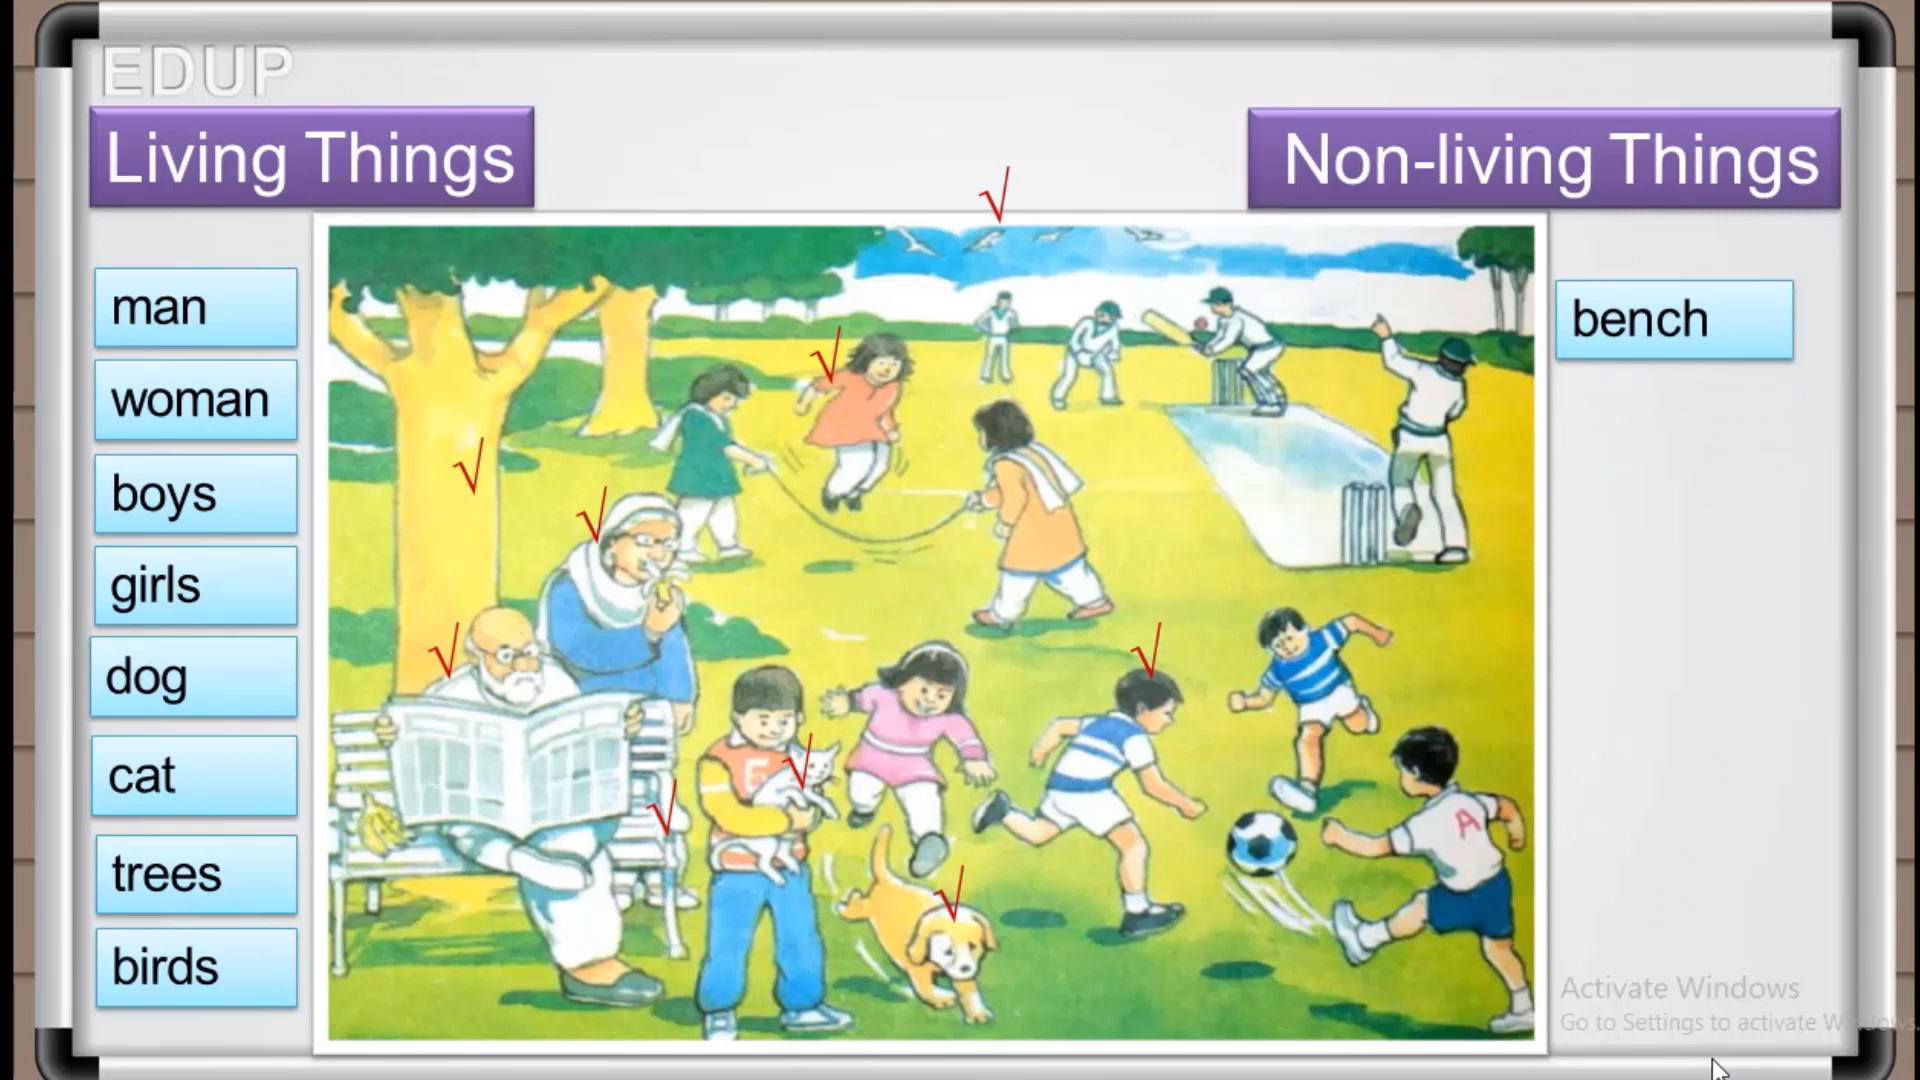 EDUP
Living Things
Non-living Things
man
woman
boys
girls
dog
cat
trees
birds
bench
E
A
Activate Windows
Go to Settings to activate Windows.